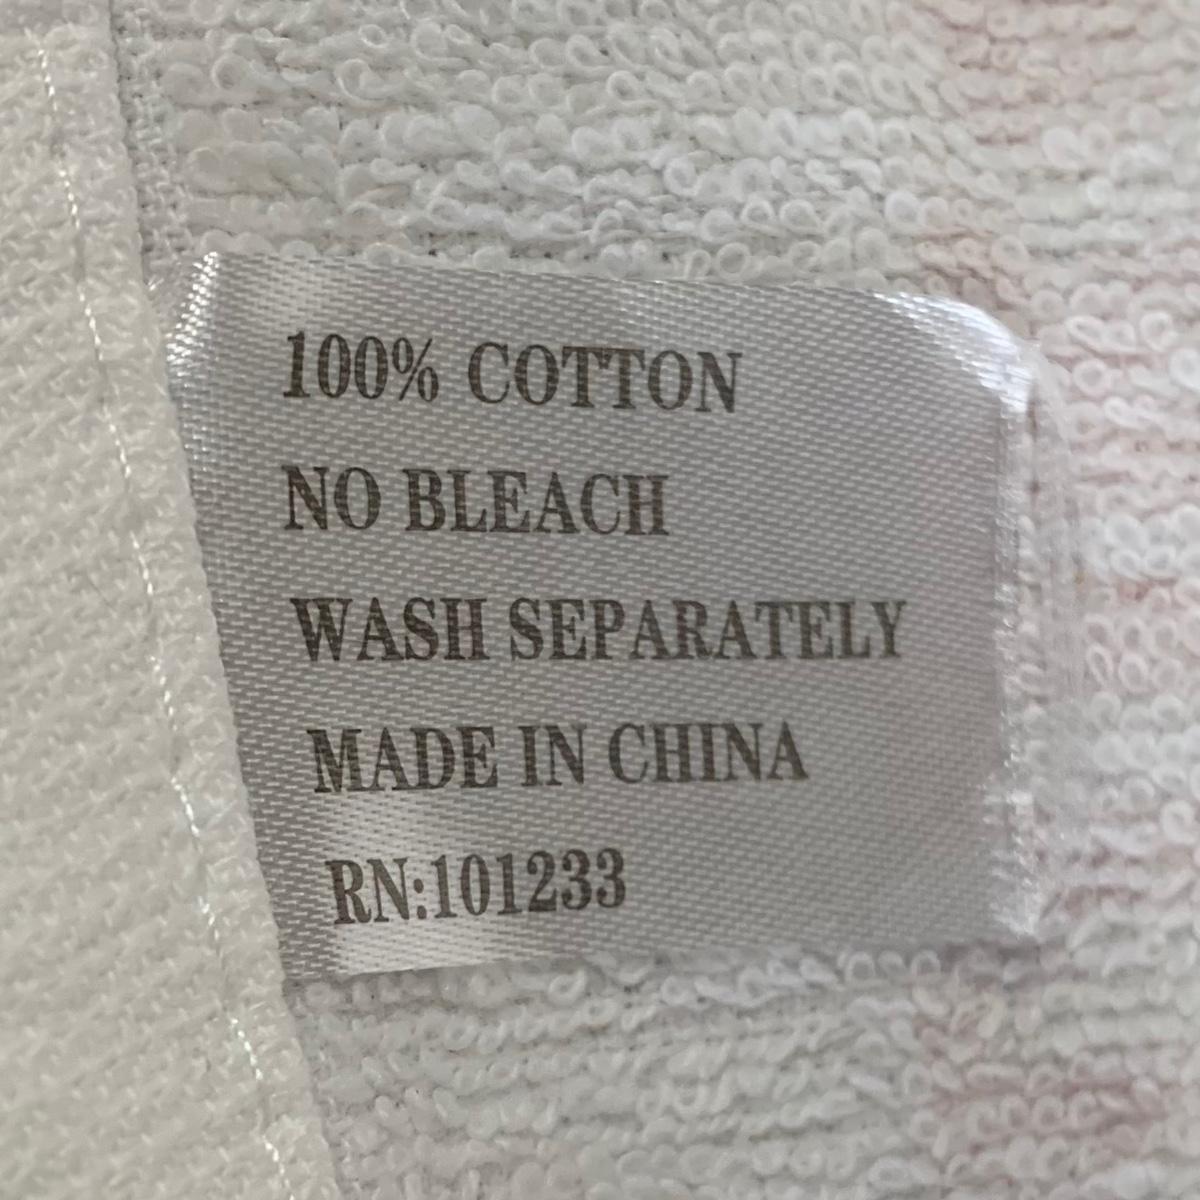 100% COTTON
NO BLEACH
WASH SEPARATELY
MADE IN CHINA
RN:101233